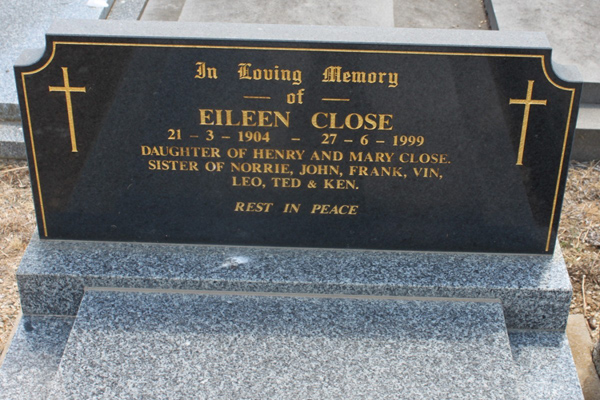 In Loving Memory
of
EILEEN CLOSE
21 - 3 - 1904 - 27 - 6 - 1999
DAUGHTER OF HENRY AND MARY CLOSE.
SISTER OF NORRIE, JOHN, FRANK, VIN,
LEO, TED & KEN.
REST IN PEACE